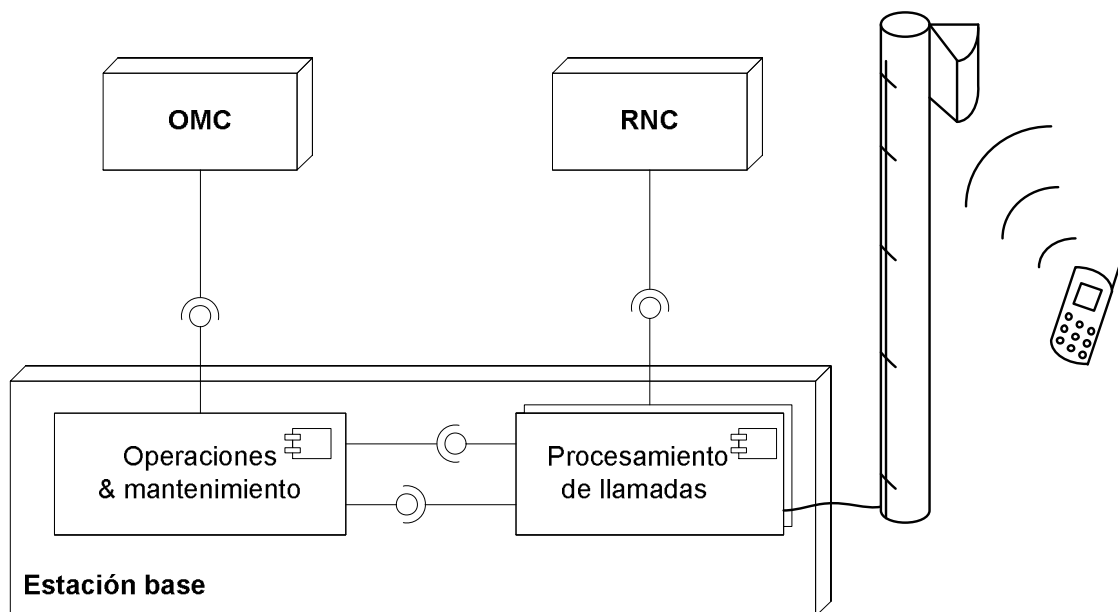 OMC
RNC
Operaciones
& mantenimiento
Procesamiento
de llamadas
Estación base